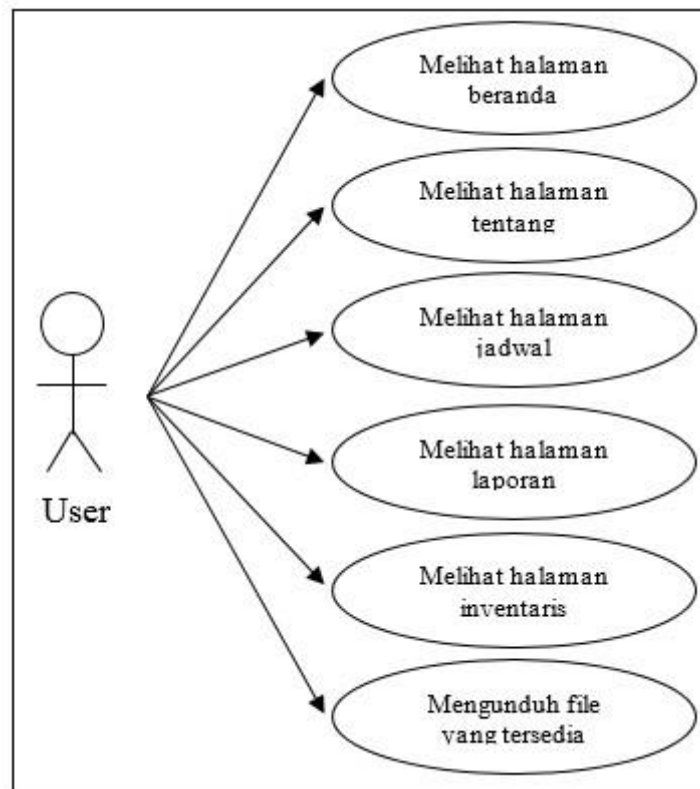 Melihat halaman
beranda
Melihat halaman
tentang
Melihat halaman
jadwal
Melihat halaman
laporan
Melihat halaman
inventaris
Mengunduh file
yang tersedia
User